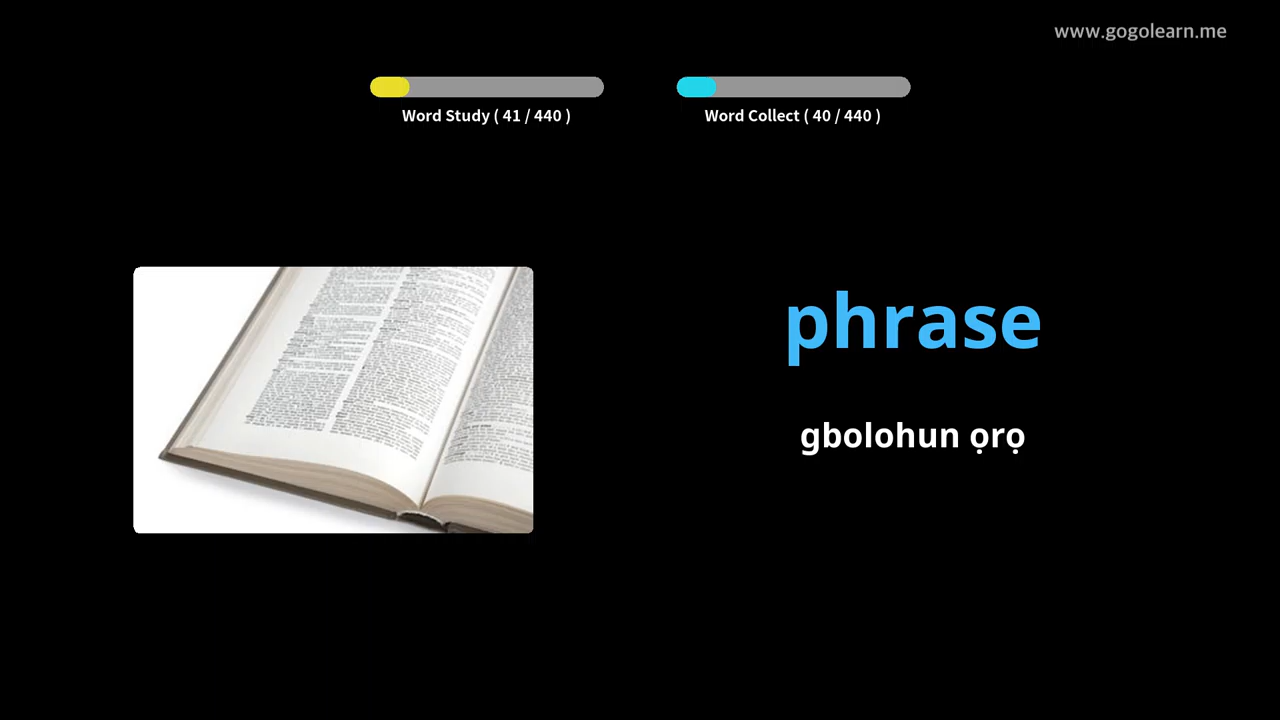 www.gogolearn.me
Word Study ( 41 / 440 )
Word Collect ( 40 / 440 )
phrase
gbolohun ọrọ